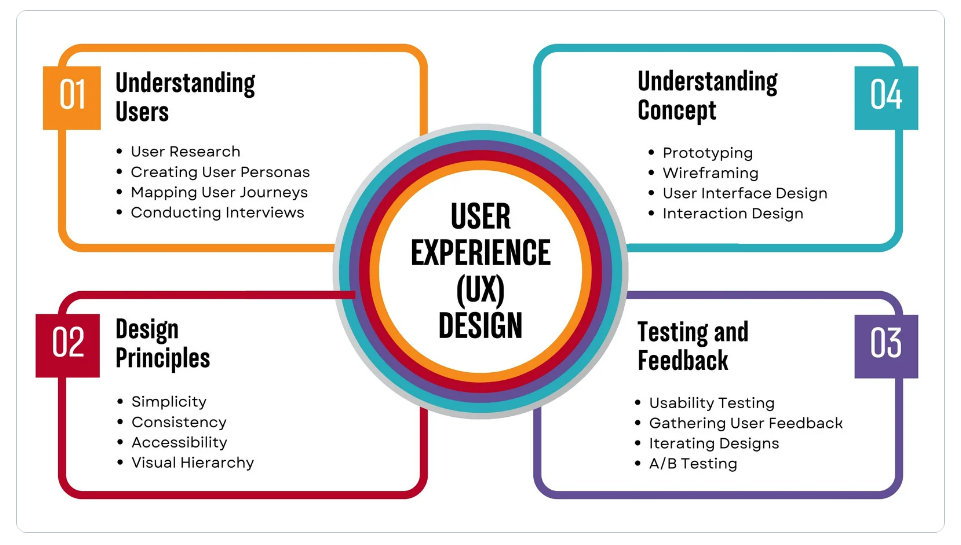 01
Understanding
Users
• User Research
• Creating User Personas
• Mapping User Journeys
• Conducting Interviews
02
Design
Principles
• Simplicity
• Consistency
• Accessibility
• Visual Hierarchy
USER
EXPERIENCE
(UX)
DESIGN
04
Understanding
Concept
• Prototyping
• Wireframing
• User Interface Design
• Interaction Design
03
Testing and
Feedback
• Usability Testing
• Gathering User Feedback
• Iterating Designs
• A/B Testing